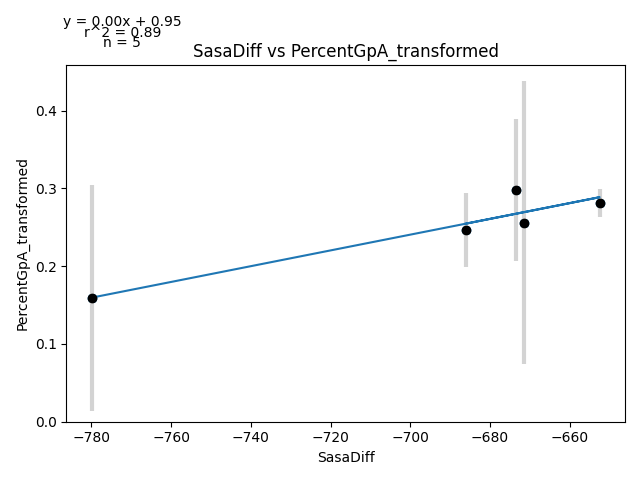 y = 0.00x + 0.95
r^2 = 0.89
n = 5
SasaDiff vs PercentGpA_transformed
PercentGpA_transformed
0.4
0.3
0.2
0.1
0.0
−780 −760 −740 −720 −700 −680 −660
SasaDiff